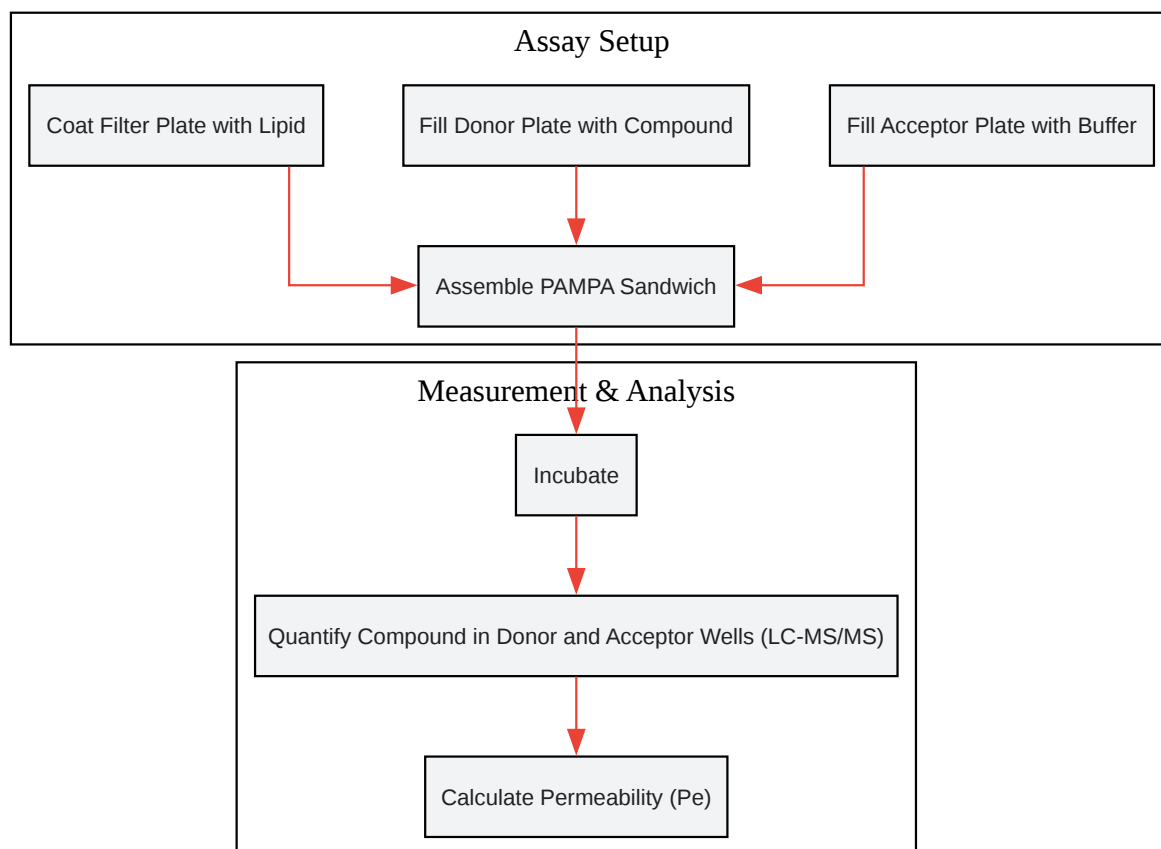 Assay Setup
Coat Filter Plate with Lipid
Fill Donor Plate with Compound
Fill Acceptor Plate with Buffer
Assemble PAMPA Sandwich
Measurement & Analysis
Incubate
Quantify Compound in Donor and Acceptor Wells (LC-MS/MS)
Calculate Permeability (Pe)